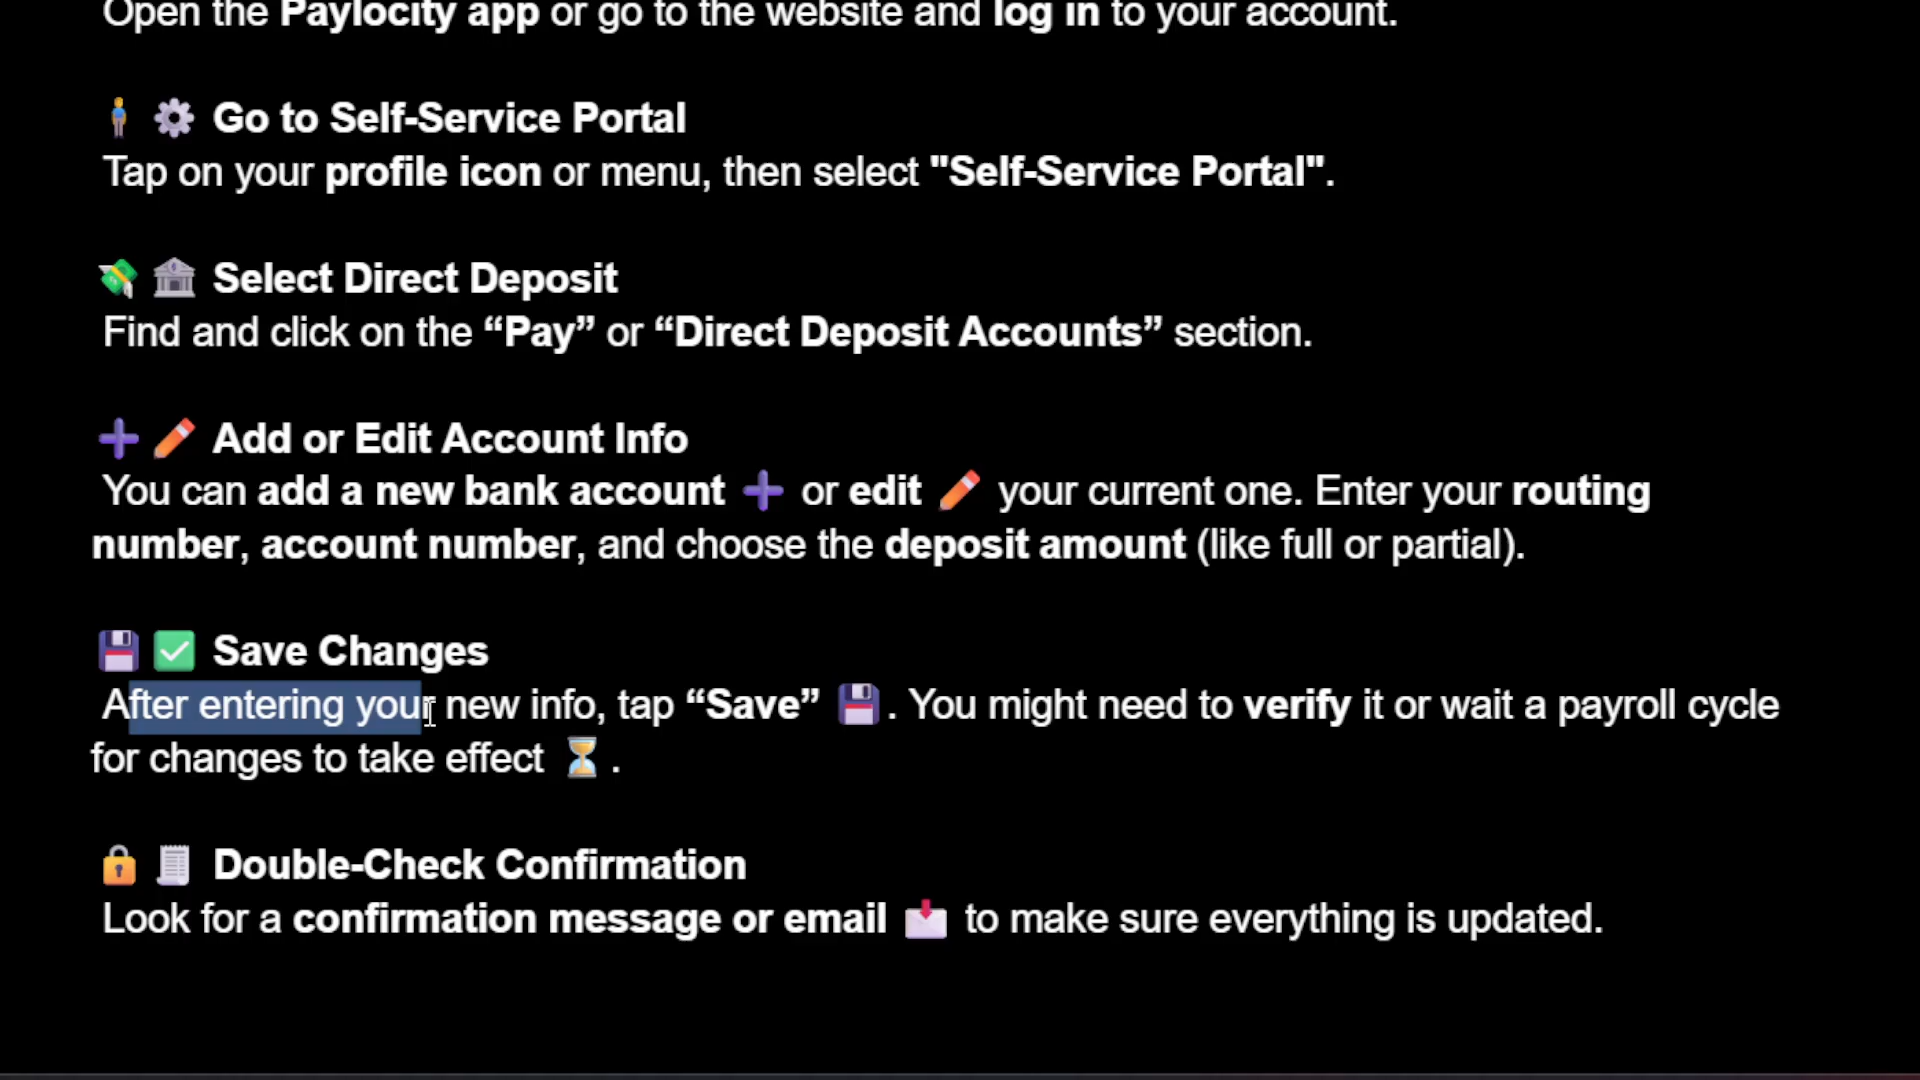 Open the Paylocity app or go to the website and log in to your account.
🧍 ⚙️ Go to Self-Service Portal
Tap on your profile icon or menu, then select "Self-Service Portal".
💸 🏦 Select Direct Deposit
Find and click on the “Pay” or “Direct Deposit Accounts” section.
➕ ✏️ Add or Edit Account Info
You can add a new bank account ➕ or edit ✏️ your current one. Enter your routing
number, account number, and choose the deposit amount (like full or partial).
💾 ✅ Save Changes
After entering your new info, tap “Save” 💾. You might need to verify it or wait a payroll cycle
for changes to take effect ⏳.
🔒 🧾 Double-Check Confirmation
Look for a confirmation message or email 📩 to make sure everything is updated.